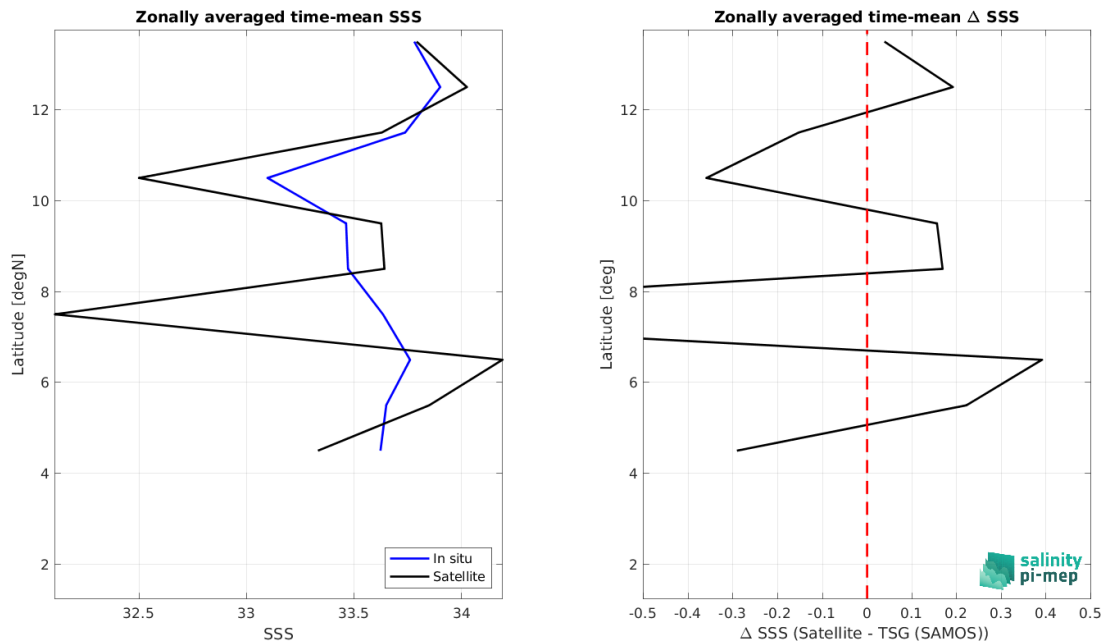 Zonally averaged time-mean SSS
12
10
8
6
4
2
Latitude [degN]
32.5
33
33.5
34
SSS
In situ
Satellite
Zonally averaged time-mean Δ SSS
12
10
8
6
4
2
Latitude [deg]
-0.5
-0.4
-0.3
-0.2
-0.1
0
0.1
0.2
0.3
0.4
0.5
Δ SSS (Satellite - TSG (SAMOS))
salinity
pi-mep